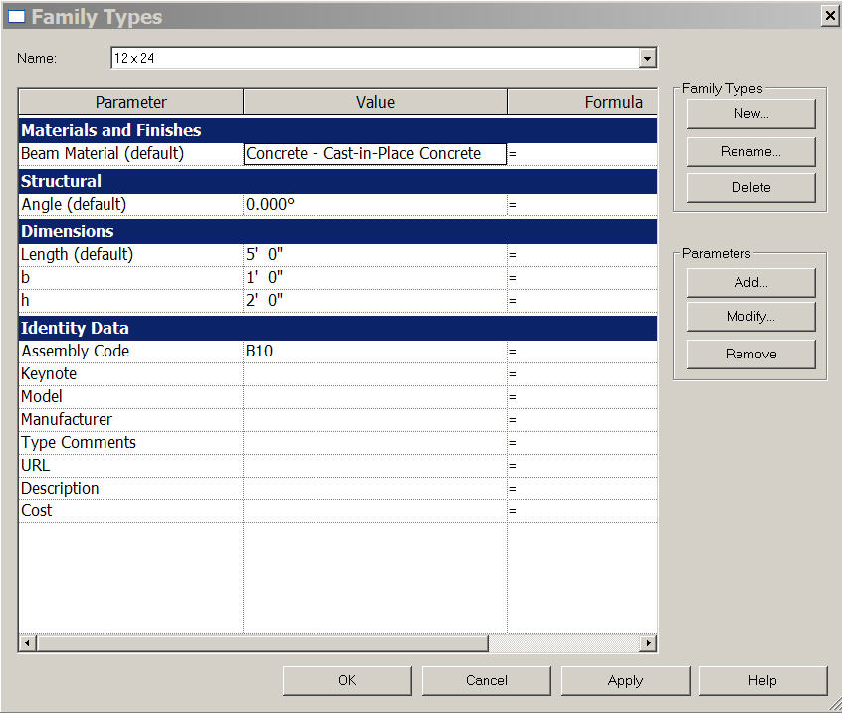 Family Types
Name: 12 x 24
Parameter Value Formula
Family Types
New...
Materials and Finishes
Beam Material (default) Concrete - Cast-in-Place Concrete =
Rename...
Structural
Delete
Angle (default) 0.000° =
Dimensions
Length (default) 5' 0" =
Parameters
b 1' 0" =
Add...
h 2' 0" =
Modify...
Identity Data
Assembly Code B10 =
Remove
Keynote =
Model =
Manufacturer =
Type Comments =
URL =
Description =
Cost =
OK Cancel Apply Help